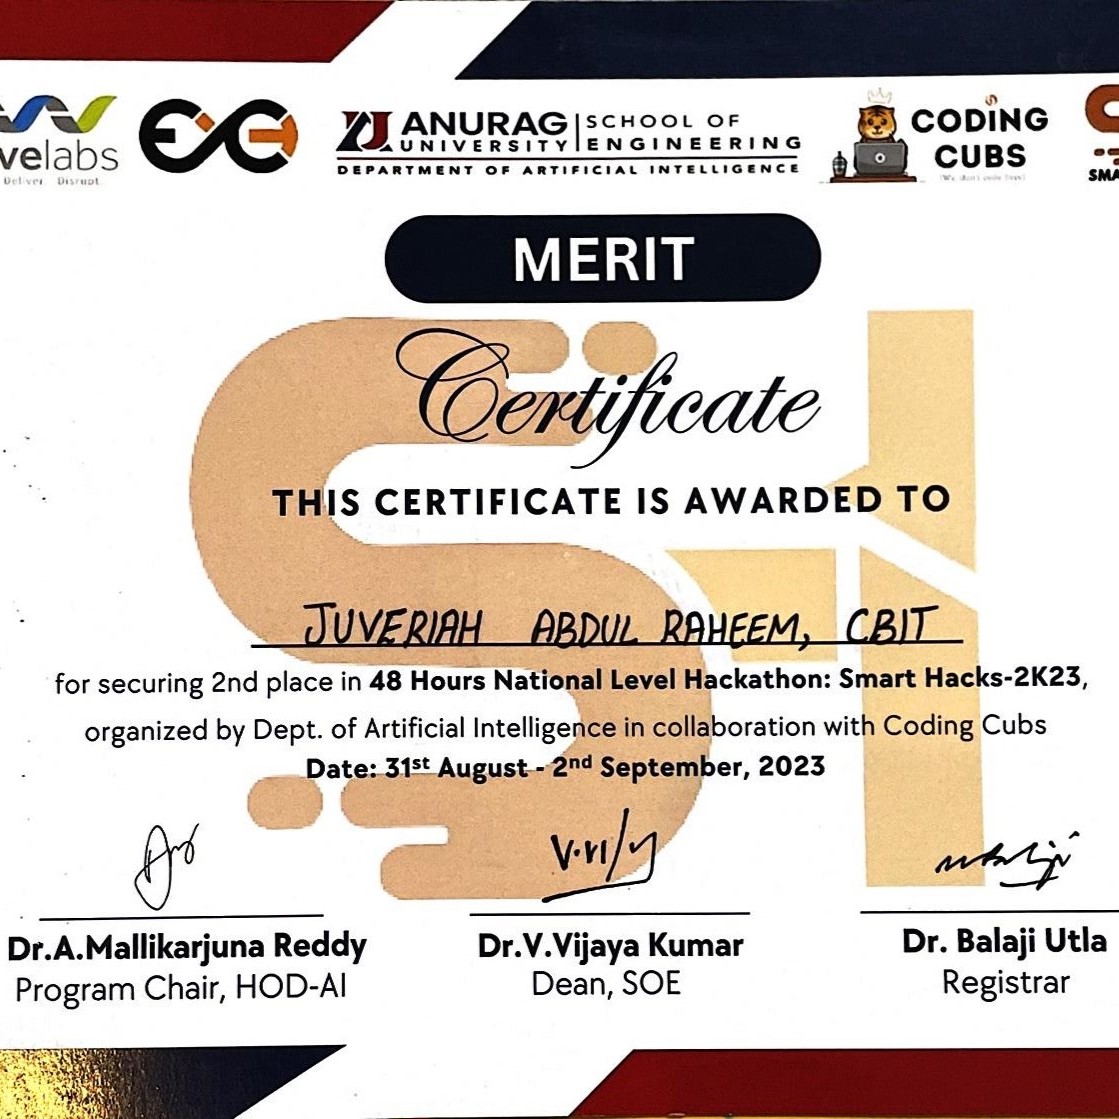 velabs
Deliver. Disrupt.
ANURAG UNIVERSITY
SCHOOL OF ENGINEERING
DEPARTMENT OF ARTIFICIAL INTELLIGENCE
CODING CUBS
SMA
MERIT
Certificate
THIS CERTIFICATE IS AWARDED TO
JUVERIAH ABDUL RAHEEM, CBIT
for securing 2nd place in 48 Hours National Level Hackathon: Smart Hacks-2K23,
organized by Dept. of Artificial Intelligence in collaboration with Coding Cubs
Date: 31st August - 2nd September, 2023
Dr.A.Mallikarjuna Reddy
Program Chair, HOD-AI
Dr.V.Vijaya Kumar
Dean, SOE
Dr. Balaji Utla
Registrar